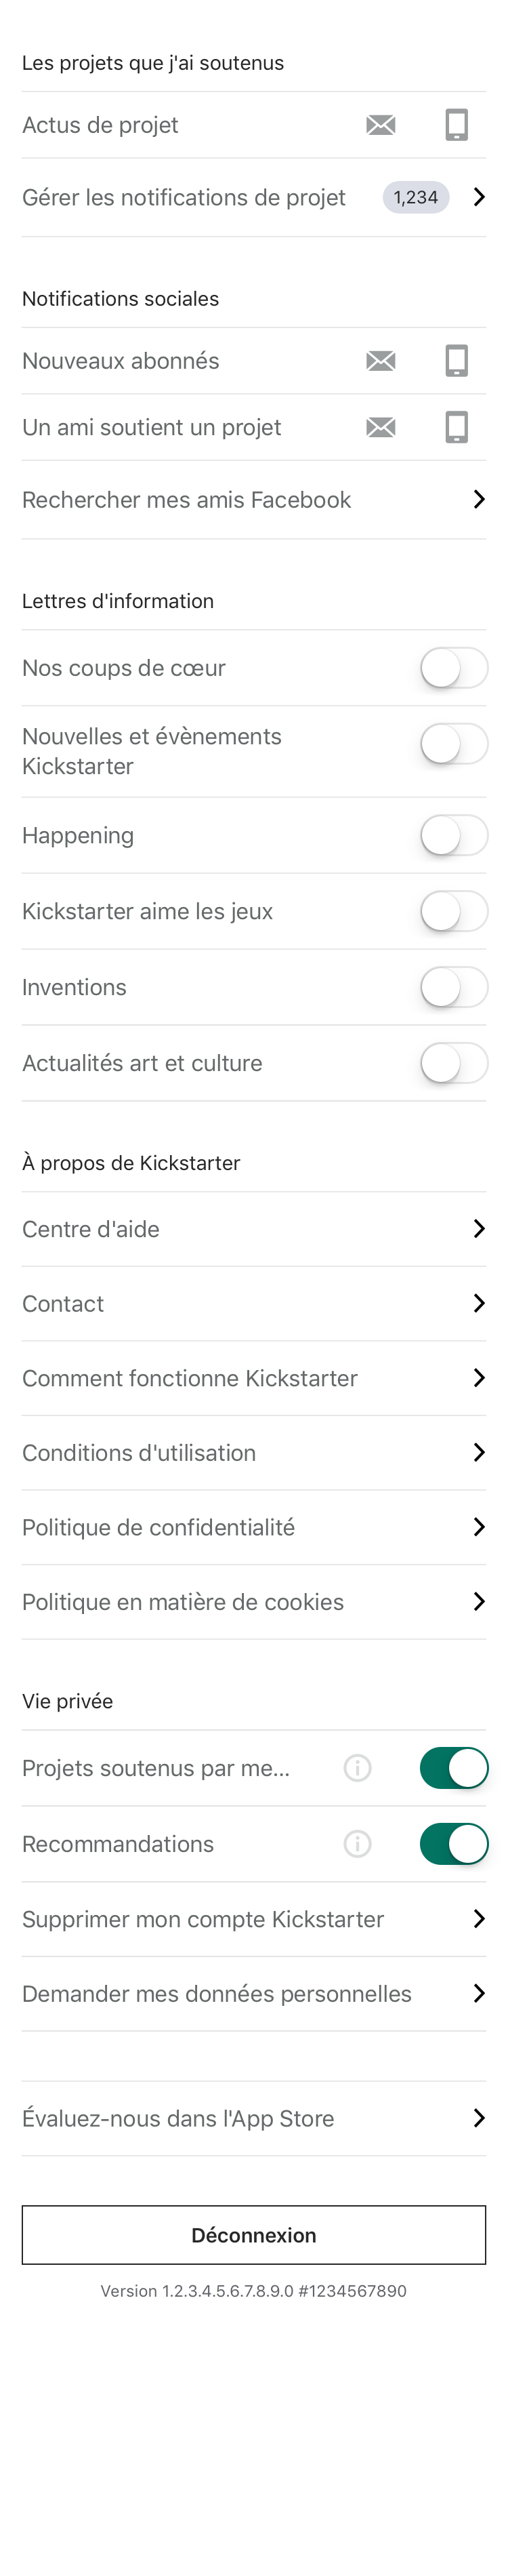 Les projets que j'ai soutenus
Actus de projet
Gérer les notifications de projet 1,234
Notifications sociales
Nouveaux abonnés
Un ami soutient un projet
Rechercher mes amis Facebook
Lettres d'information
Nos coups de cœur
Nouvelles et évènements
Kickstarter
Happening
Kickstarter aime les jeux
Inventions
Actualités art et culture
À propos de Kickstarter
Centre d'aide
Contact
Comment fonctionne Kickstarter
Conditions d'utilisation
Politique de confidentialité
Politique en matière de cookies
Vie privée
Projets soutenus par me...
Recommandations
Supprimer mon compte Kickstarter
Demander mes données personnelles
Évaluez-nous dans l'App Store
Déconnexion
Version 1.2.3.4.5.6.7.8.9.0 #1234567890